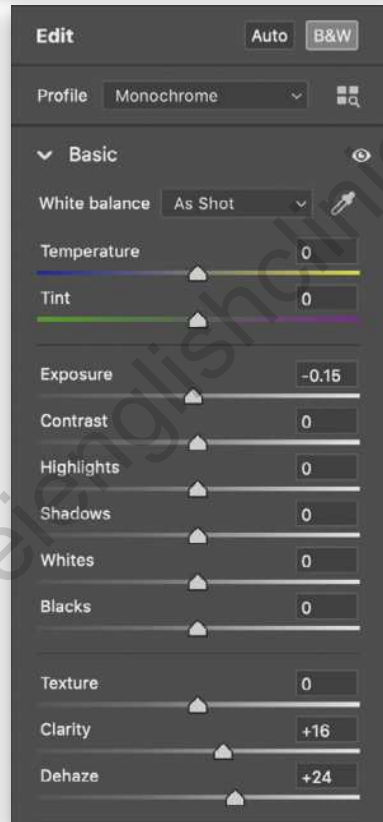 Edit Auto B&W
Profile Monochrome
Basic
White balance As Shot
Temperature 0
Tint 0
Exposure -0.15
Contrast 0
Highlights 0
Shadows 0
Whites 0
Blacks 0
Texture 0
Clarity +16
Dehaze +24